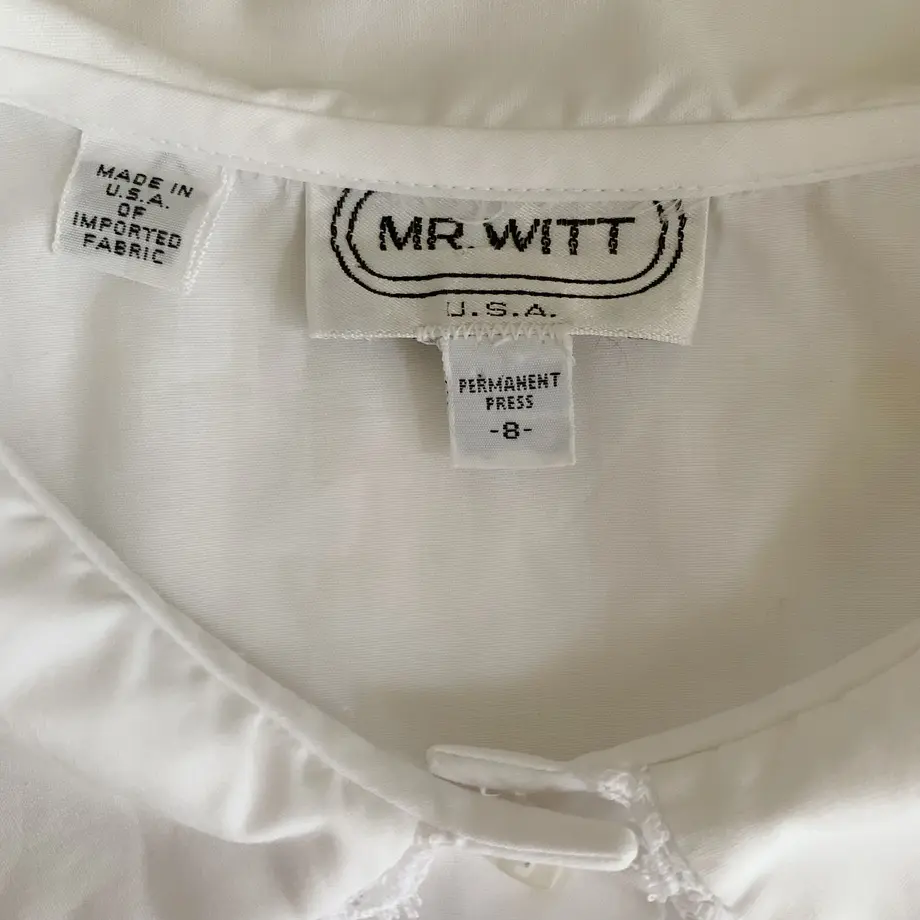 MADE IN
U.S.A.
OF
IMPORTED
FABRIC
MR. WITT
U.S.A.
PERMANENT
PRESS
-8-